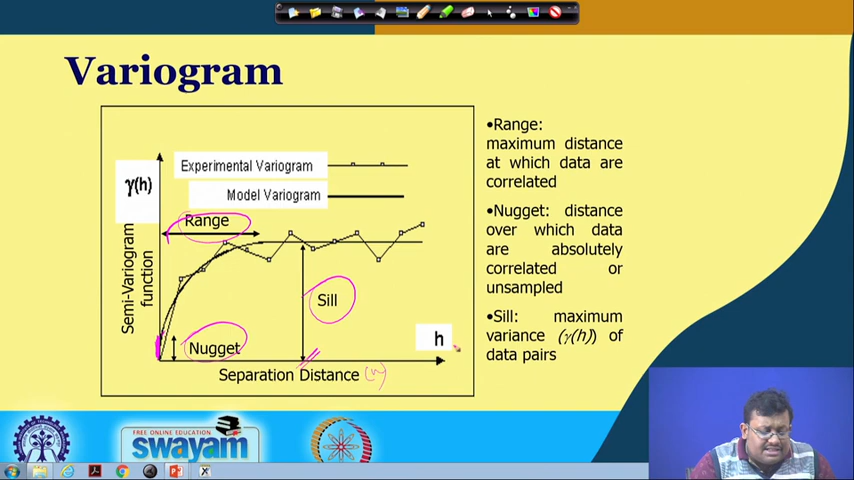 Variogram
Experimental Variogram
γ(h)
Model Variogram
Range
Semi-Variogram
function
Sill
Nugget
h
Separation Distance (h)
•Range:
maximum distance
at which data are
correlated
•Nugget: distance
over which data
are absolutely
correlated or
unsampled
•Sill: maximum
variance (γ(h)) of
data pairs
FREE ONLINE EDUCATION
swayam